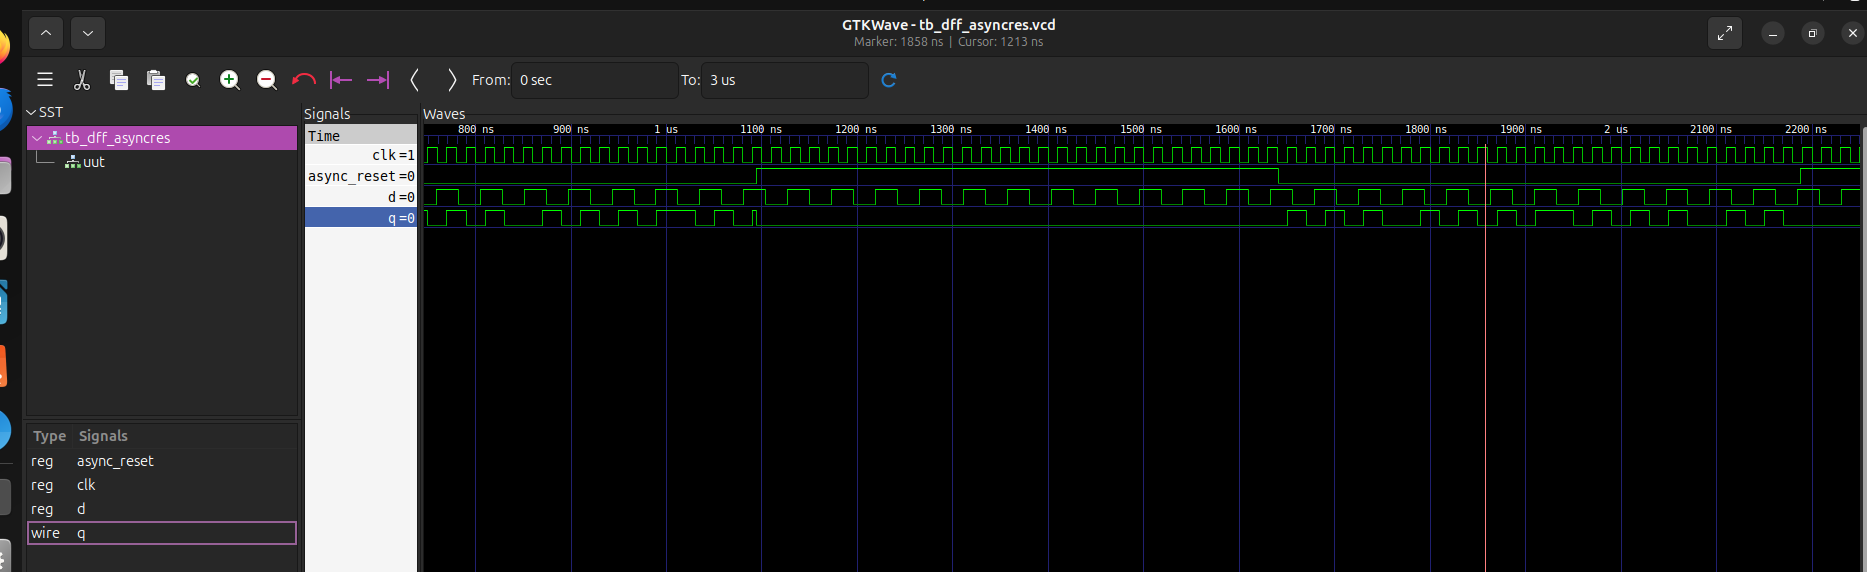 GTKWave - tb_dff_asyncres.vcd
Marker: 1858 ns | Cursor: 1213 ns
From: 0 sec To: 3 us
SST
tb_dff_asyncres
uut
Signals
Time
clk =1
async_reset =0
d =0
q =0
Waves
800 ns 900 ns 1 us 1100 ns 1200 ns 1300 ns 1400 ns 1500 ns 1600 ns 1700 ns 1800 ns 1900 ns 2 us 2100 ns 2200 ns
Type Signals
reg async_reset
reg clk
reg d
wire q